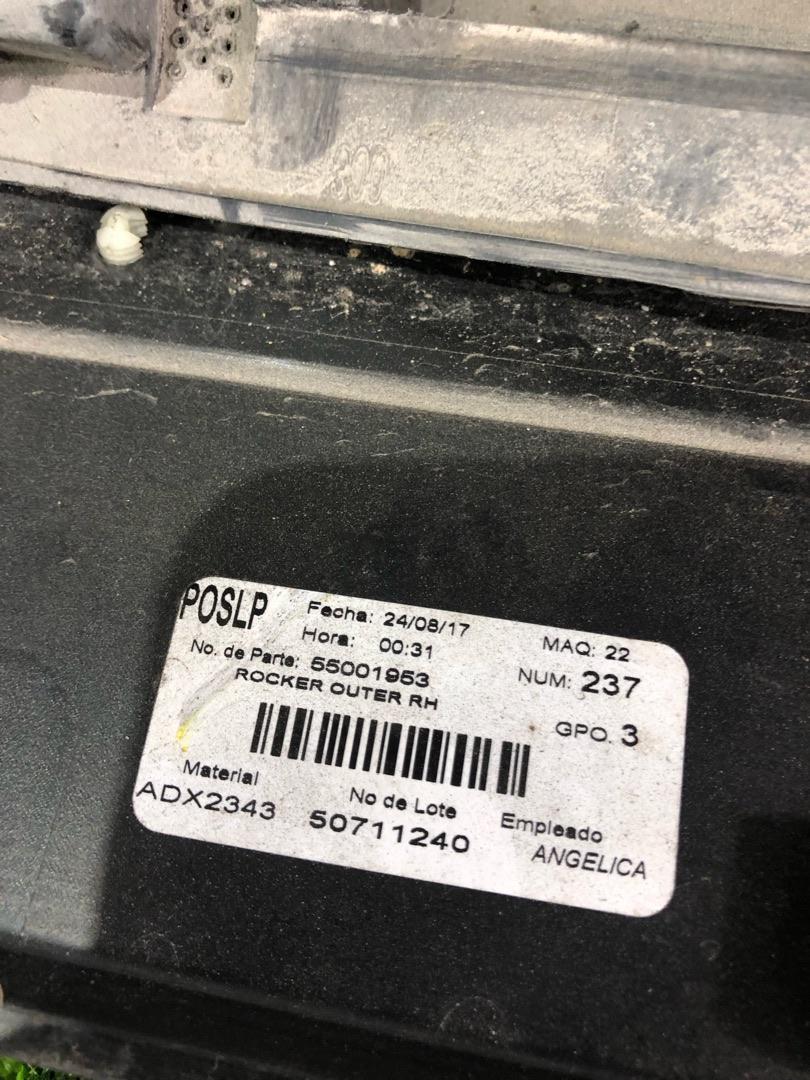 300
POSLP
Fecha: 24/08/17
Hora: 00:31
MAQ: 22
No. de Parte: 55001953
NUM: 237
ROCKER OUTER RH
GPO. 3
Material
No de Lote
Empleado
ADX2343
50711240
ANGELICA